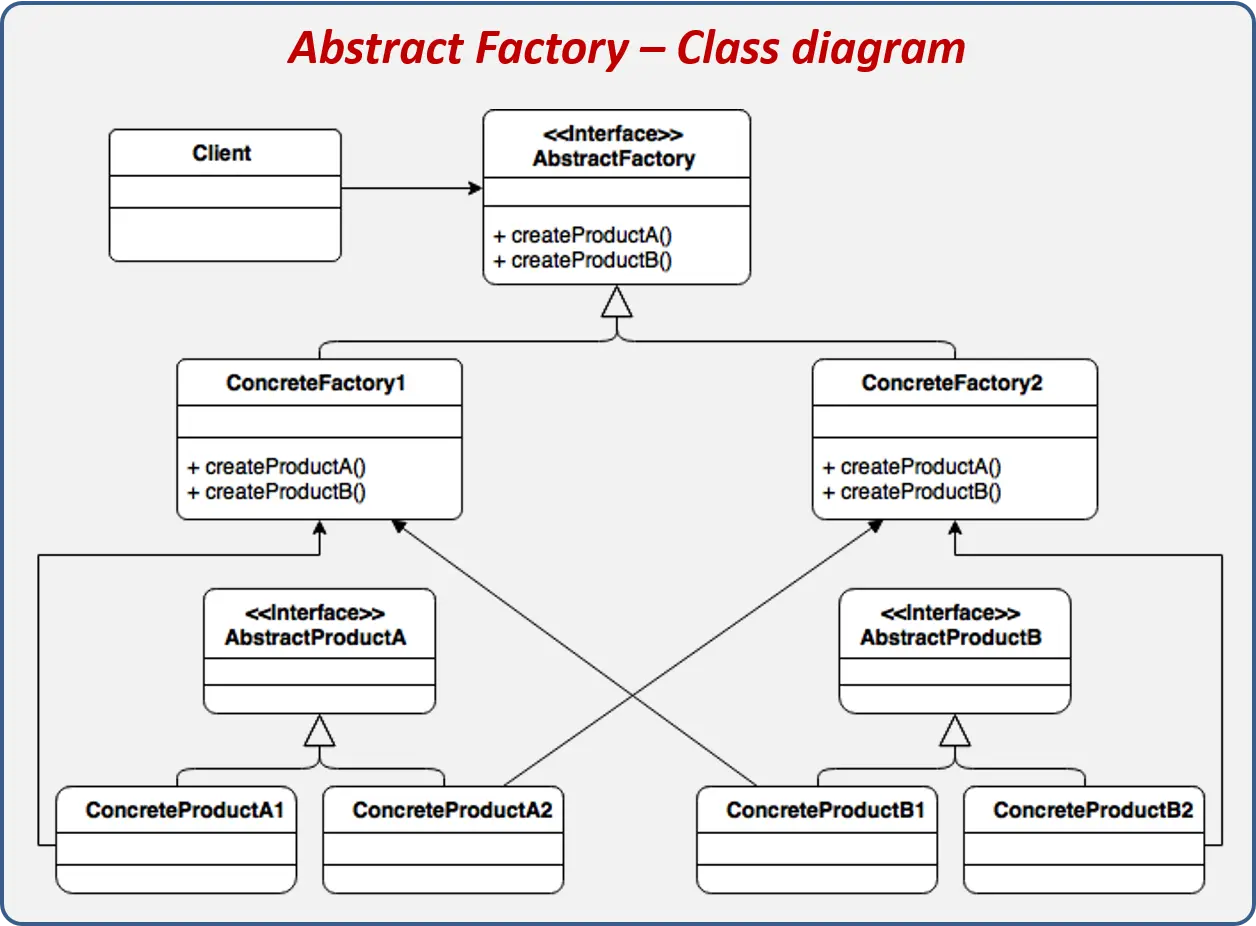 Abstract Factory – Class diagram
Client
<<Interface>>
AbstractFactory
+ createProductA()
+ createProductB()
ConcreteFactory1
+ createProductA()
+ createProductB()
ConcreteFactory2
+ createProductA()
+ createProductB()
<<Interface>>
AbstractProductA
<<Interface>>
AbstractProductB
ConcreteProductA1
ConcreteProductA2
ConcreteProductB1
ConcreteProductB2